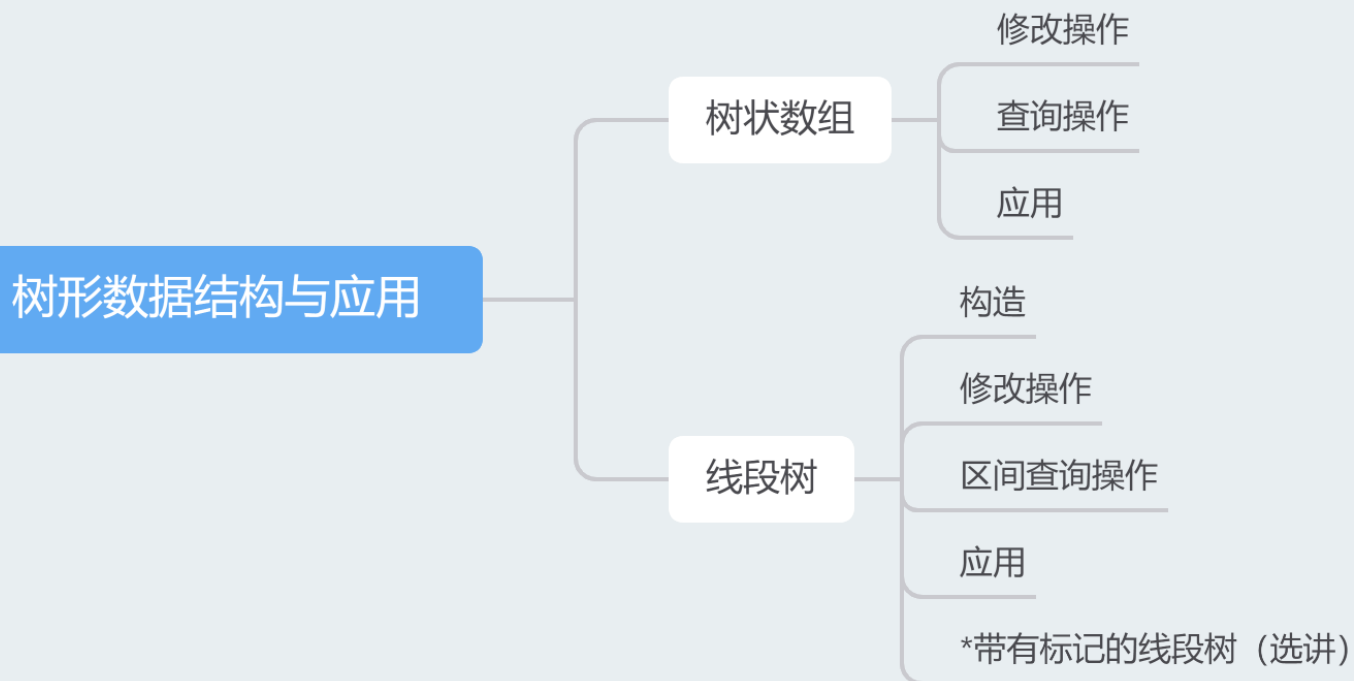 树形数据结构与应用
树状数组
修改操作
查询操作
应用
线段树
构造
修改操作
区间查询操作
应用
*带有标记的线段树（选讲）